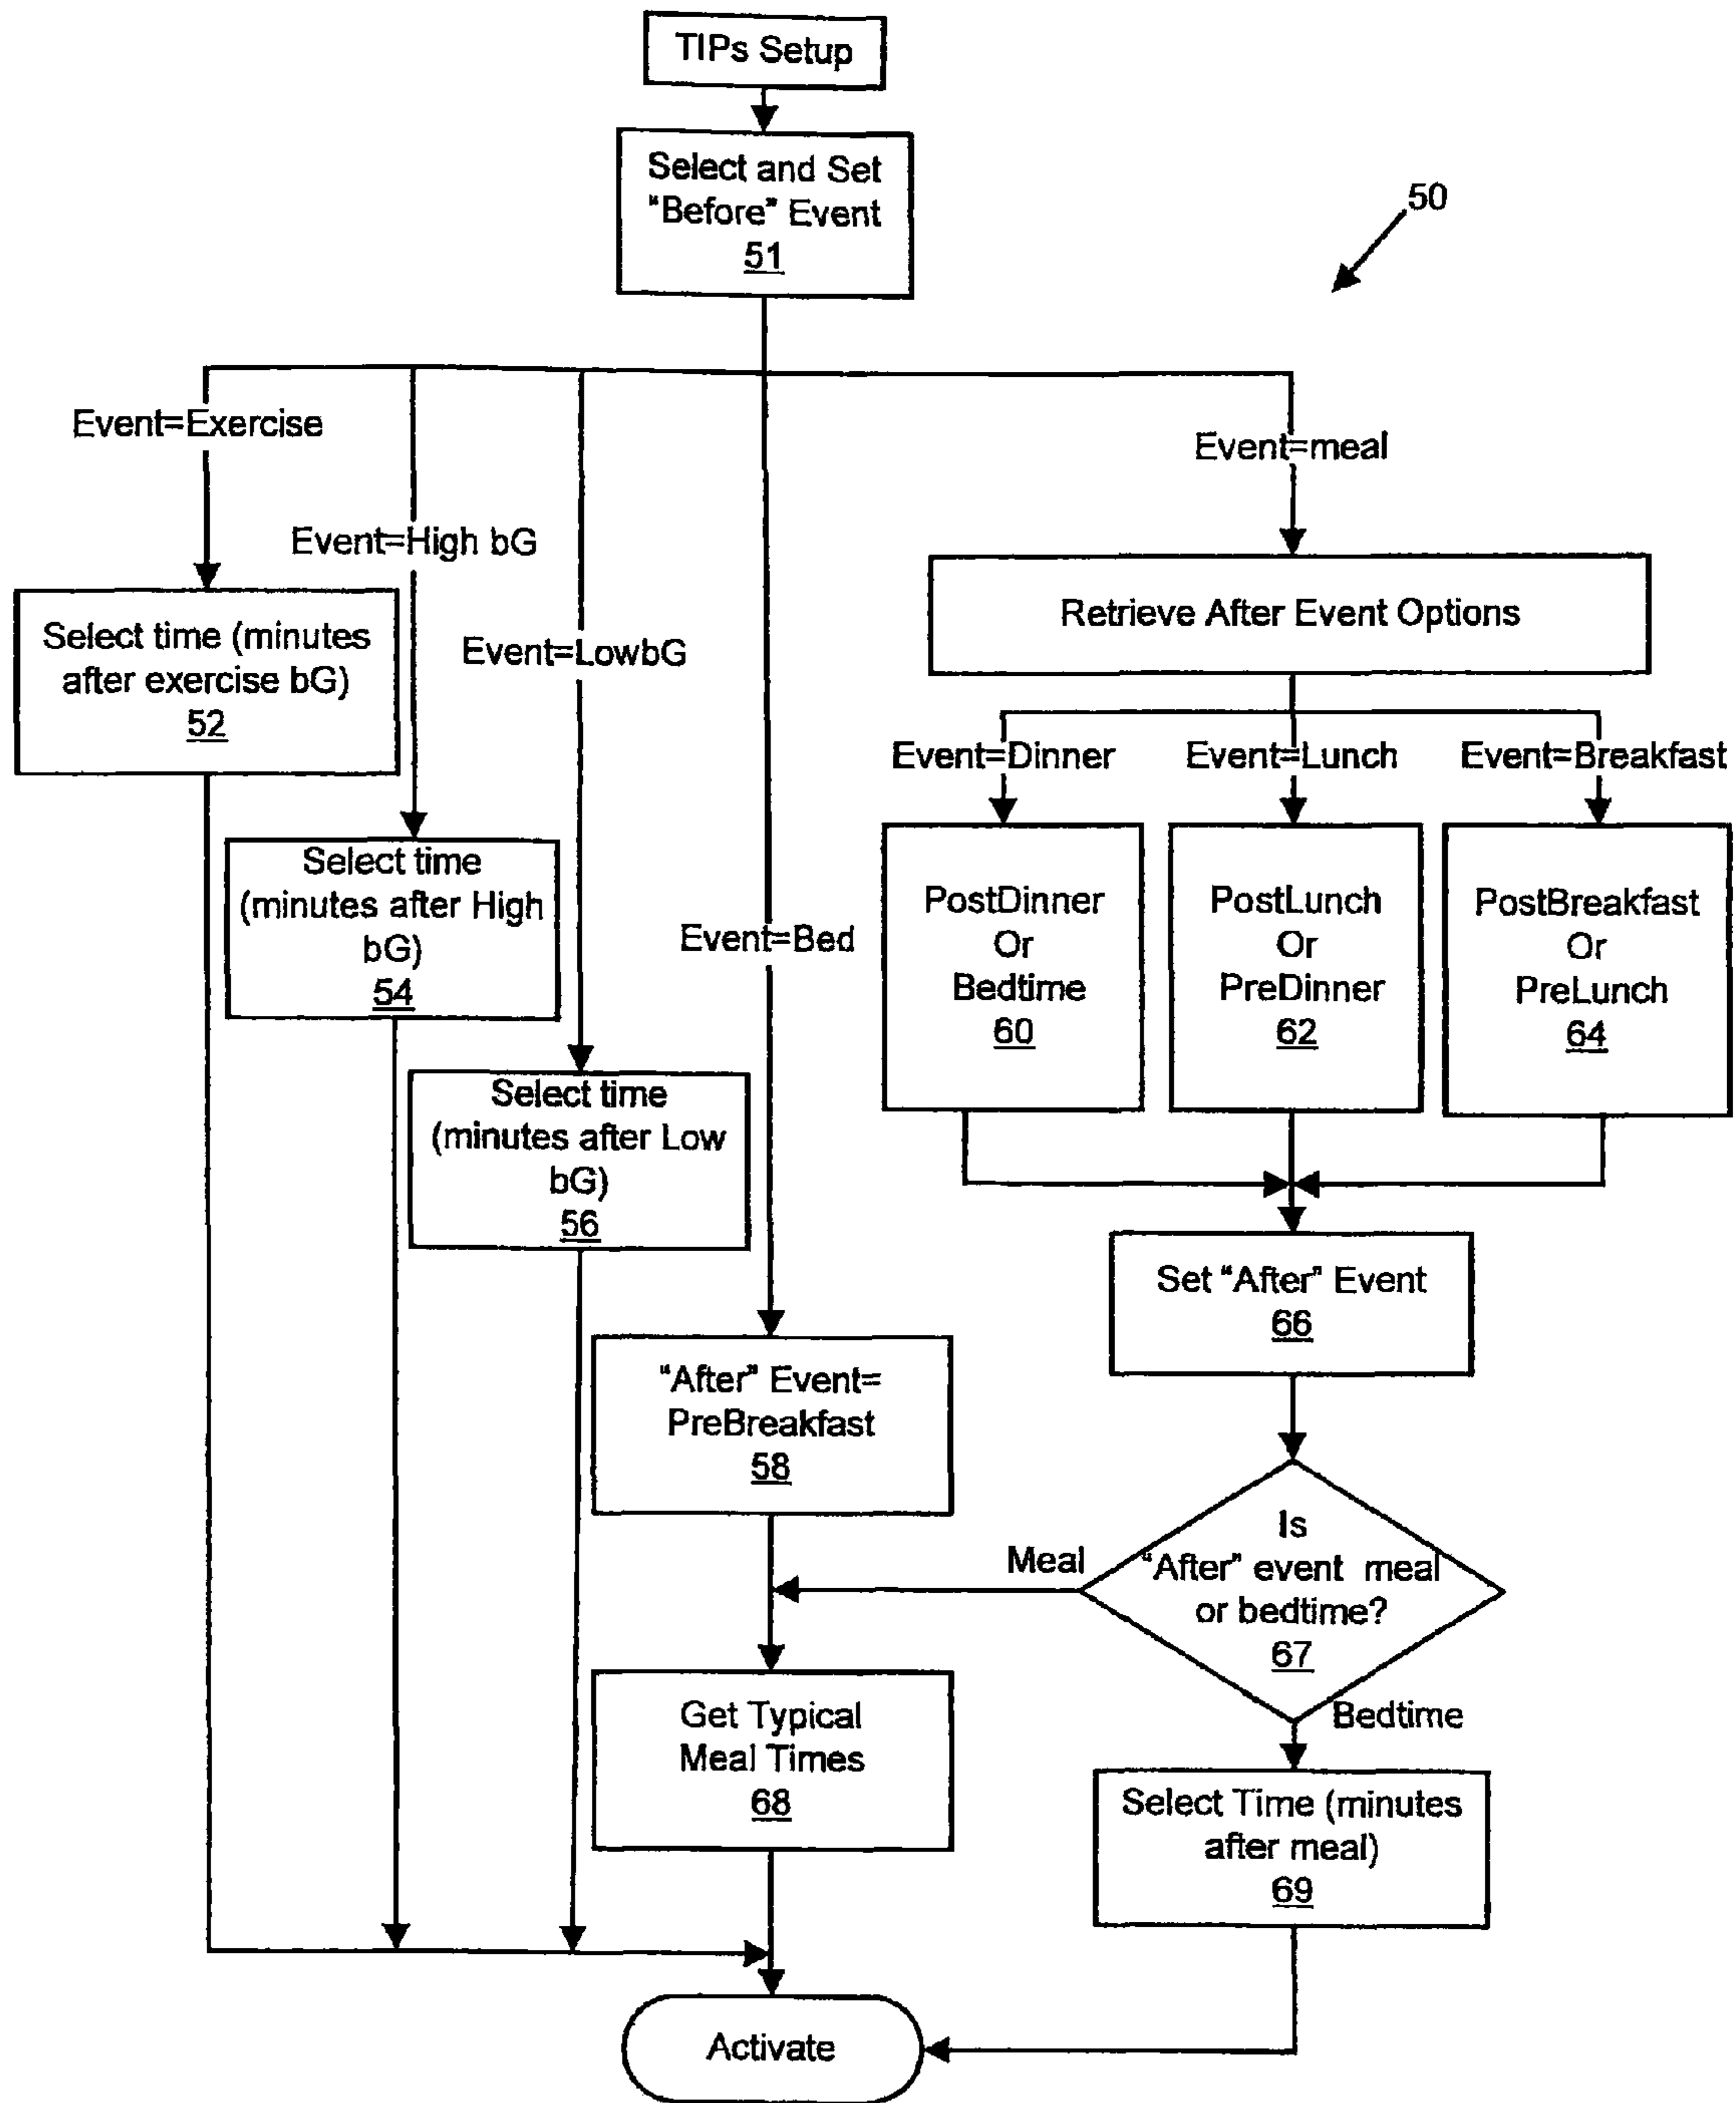 TIPs Setup
Select and Set
"Before" Event
51
50
Event=Exercise
Event=meal
Event=High bG
Select time (minutes
after exercise bG)
52
Event=LowbG
Retrieve After Event Options
Event=Dinner
Event=Lunch
Event=Breakfast
Select time
(minutes after High
bG)
54
Event=Bed
PostDinner
Or
Bedtime
60
PostLunch
Or
PreDinner
62
PostBreakfast
Or
PreLunch
64
Select time
(minutes after Low
bG)
56
Set "After" Event
66
"After" Event=
PreBreakfast
58
Meal
Is
"After" event meal
or bedtime?
67
Bedtime
Get Typical
Meal Times
68
Select Time (minutes
after meal)
69
Activate